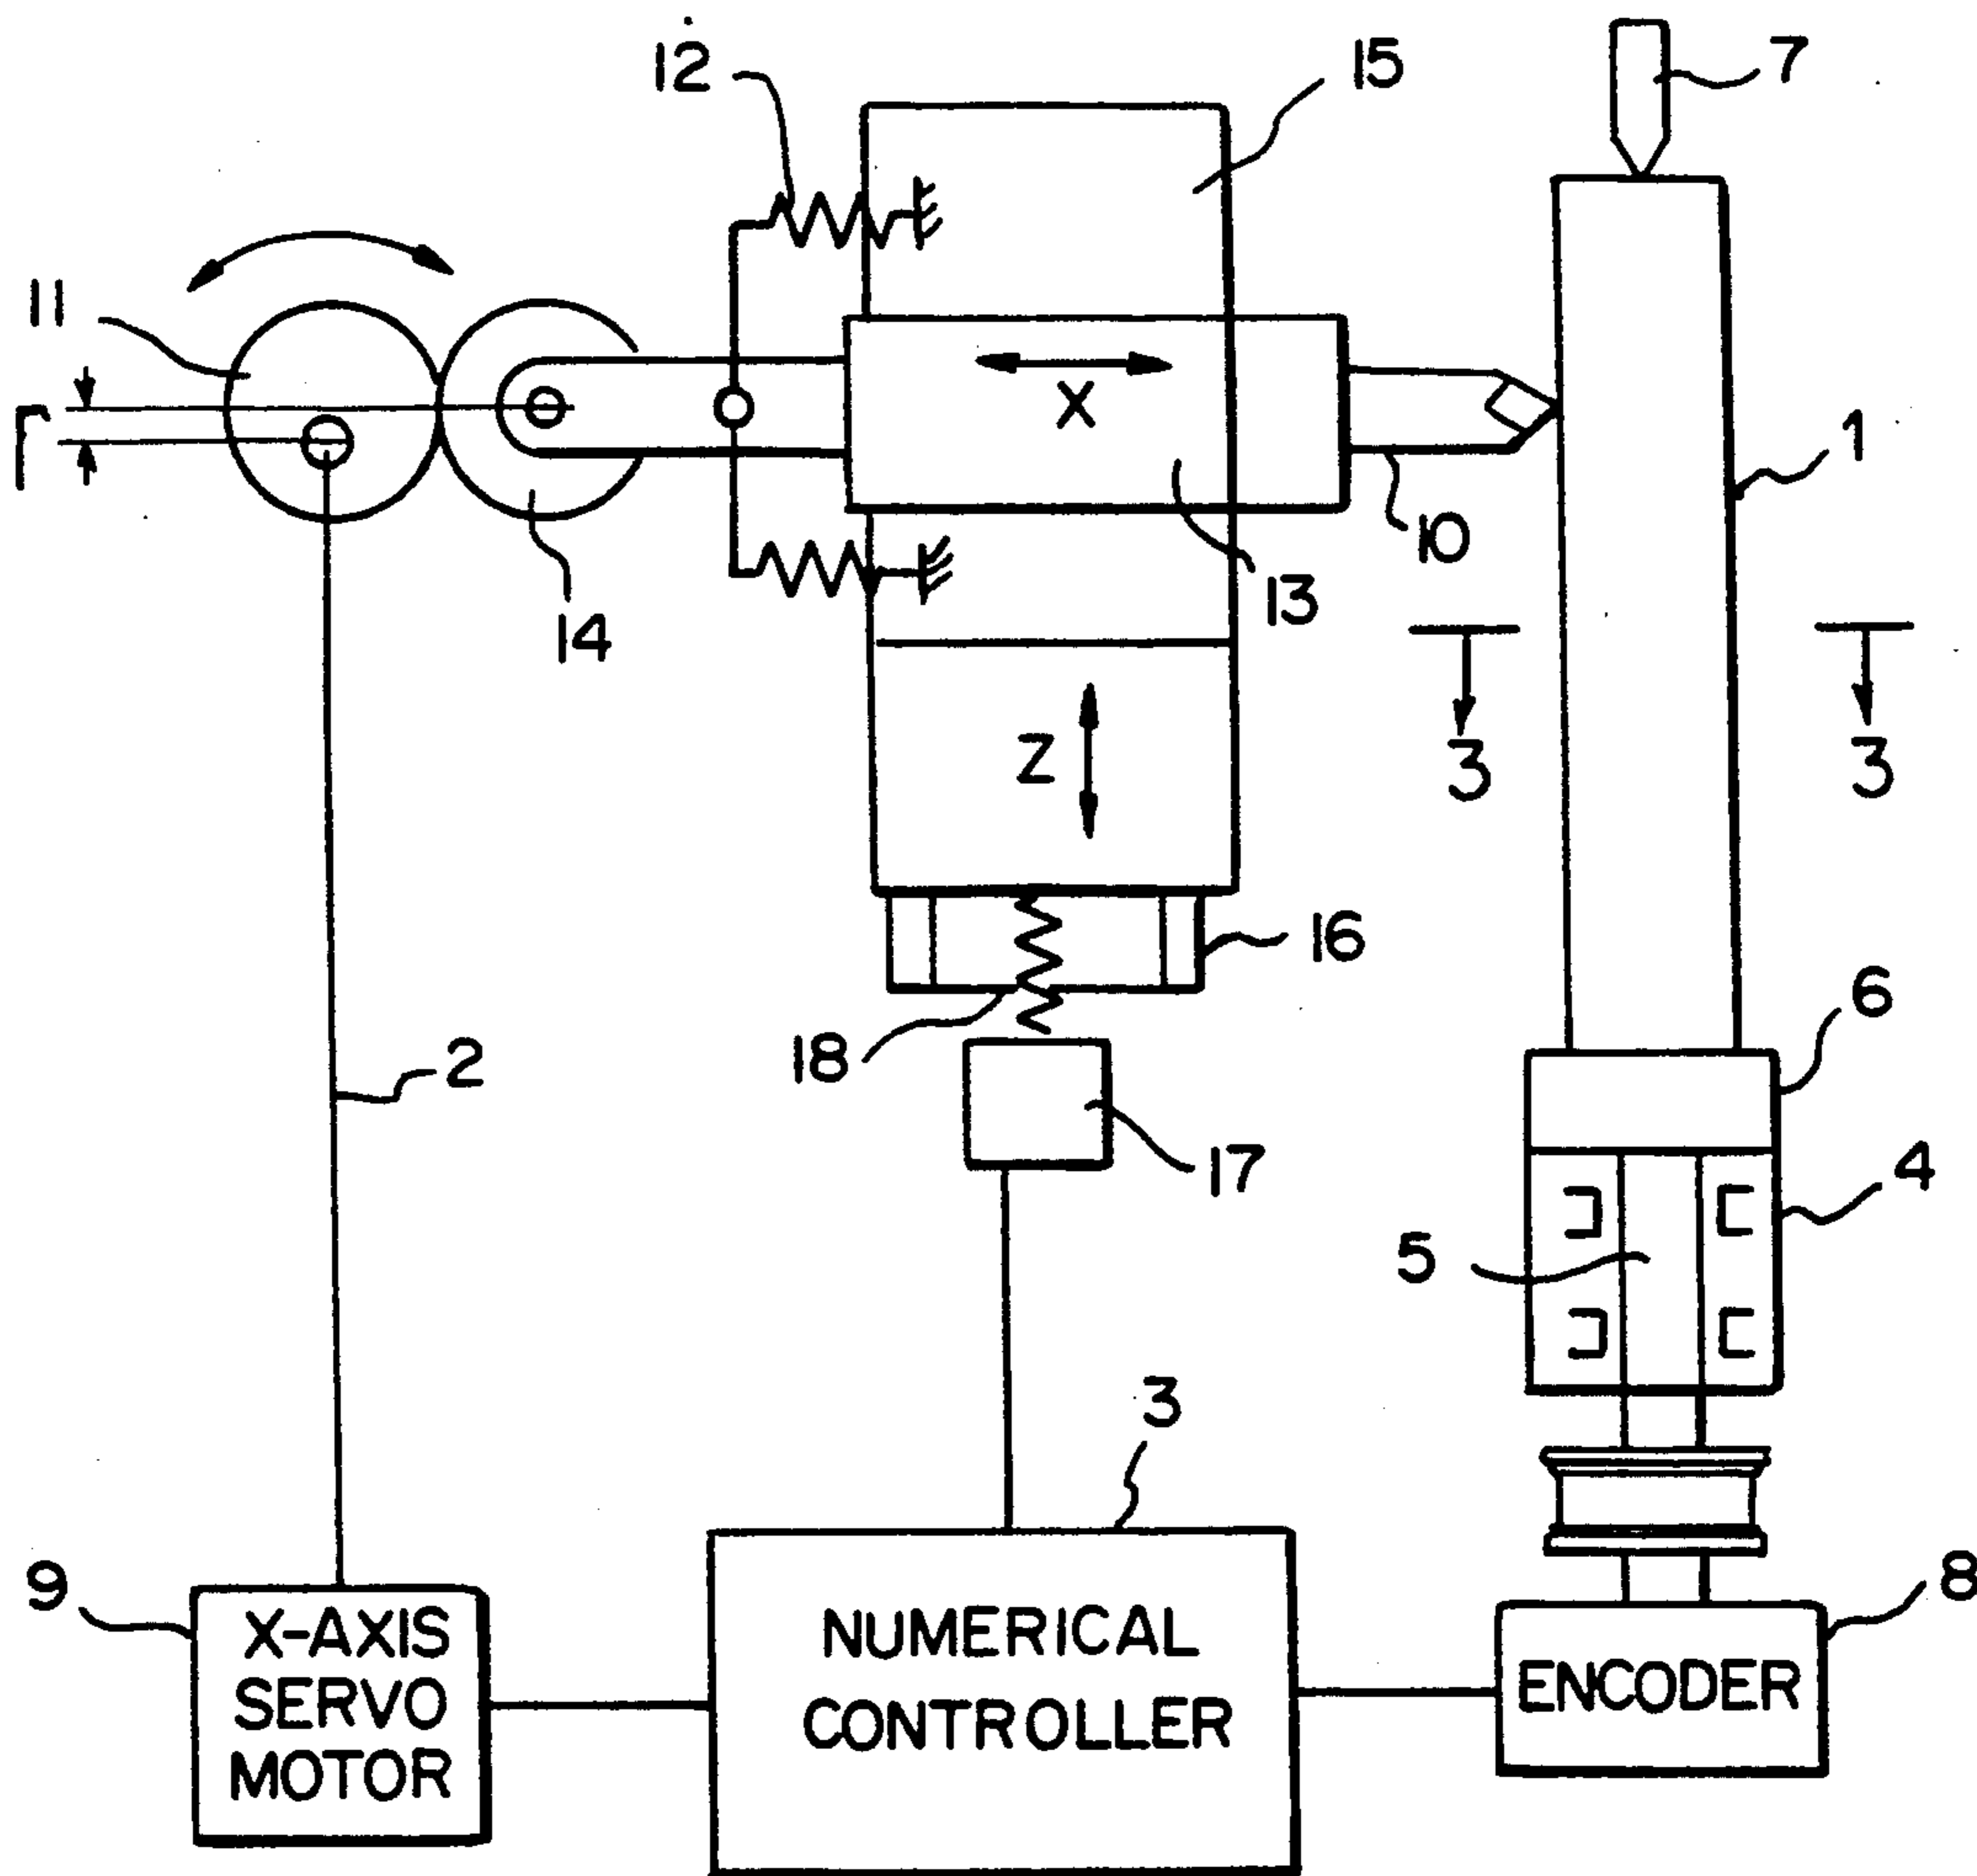 12
15
7
11
r
X
1
10
13
14
3
3
Z
16
6
18
2
17
4
5
3
9
8
X-AXIS
SERVO
MOTOR
NUMERICAL
CONTROLLER
ENCODER